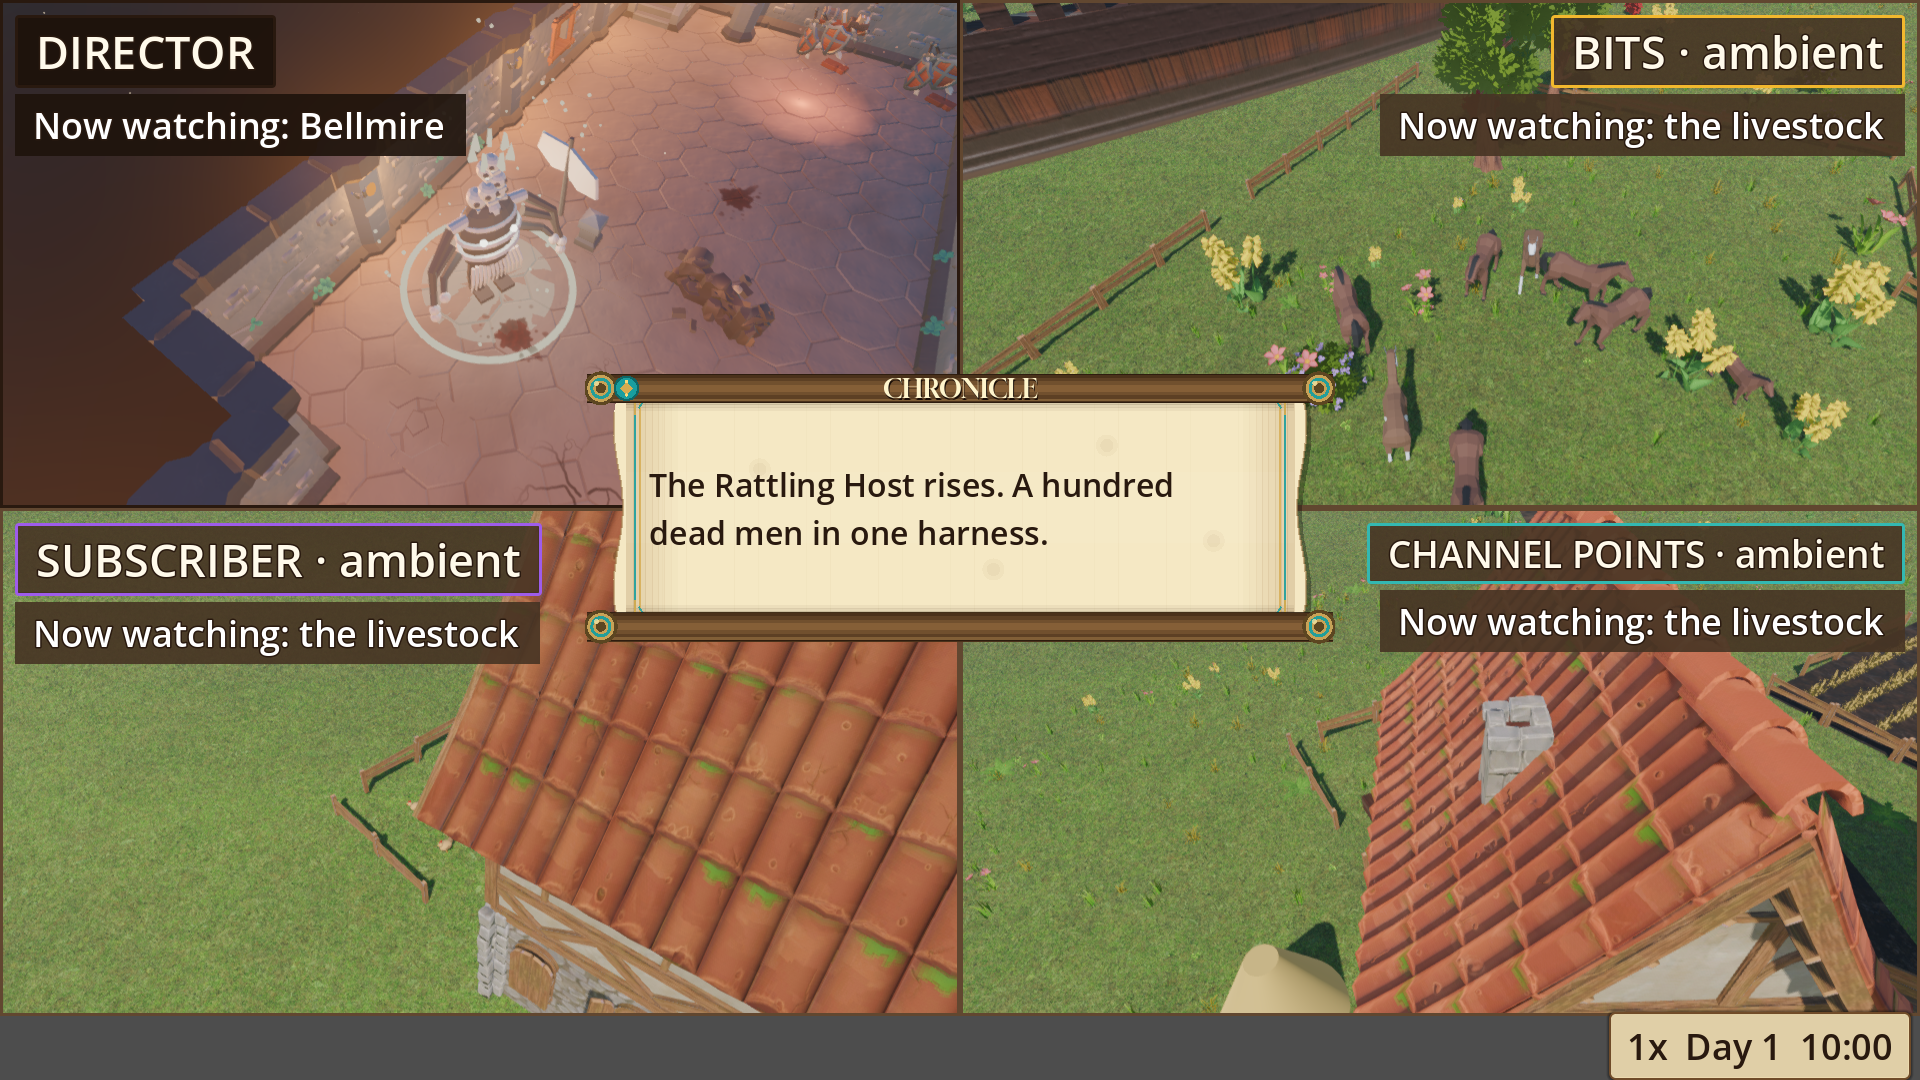 DIRECTOR
Now watching: Bellmire
BITS · ambient
Now watching: the livestock
CHRONICLE
The Rattling Host rises. A hundred
dead men in one harness.
SUBSCRIBER · ambient
Now watching: the livestock
CHANNEL POINTS · ambient
Now watching: the livestock
1x Day 1 10:00